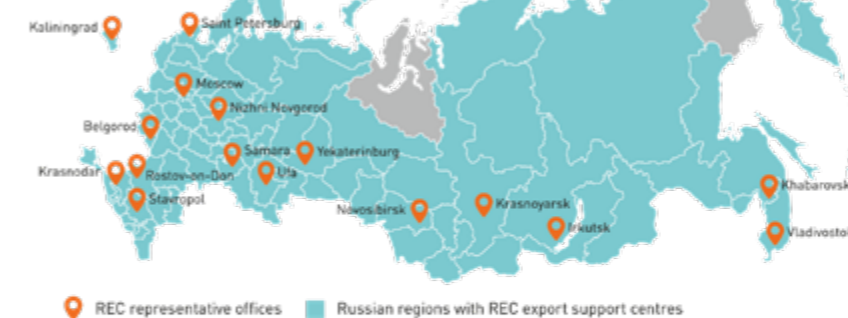 Kaliningrad
Saint Petersburg
Moscow
Nizhni Novgorod
Belgorod
Samara
Yekaterinburg
Krasnodar
Rostov-on-Don
Ufa
Stavropol
Novosibirsk
Krasnoyarsk
Irkutsk
Khabarovsk
Vladivosto
REC representative offices
Russian regions with REC export support centres